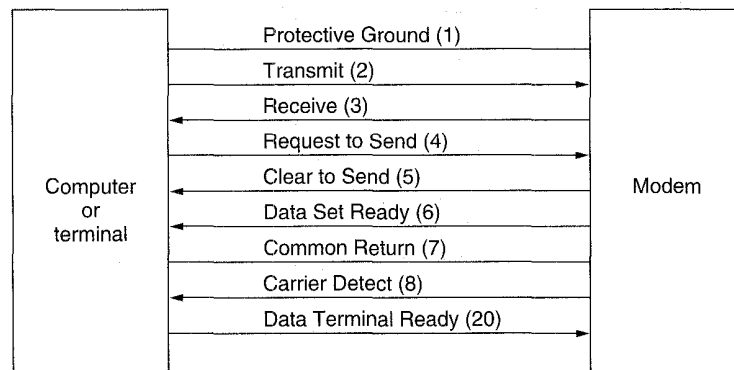 Protective Ground (1)
Transmit (2)
Receive (3)
Request to Send (4)
Clear to Send (5)
Data Set Ready (6)
Common Return (7)
Carrier Detect (8)
Data Terminal Ready (20)
Computer
or
terminal
Modem